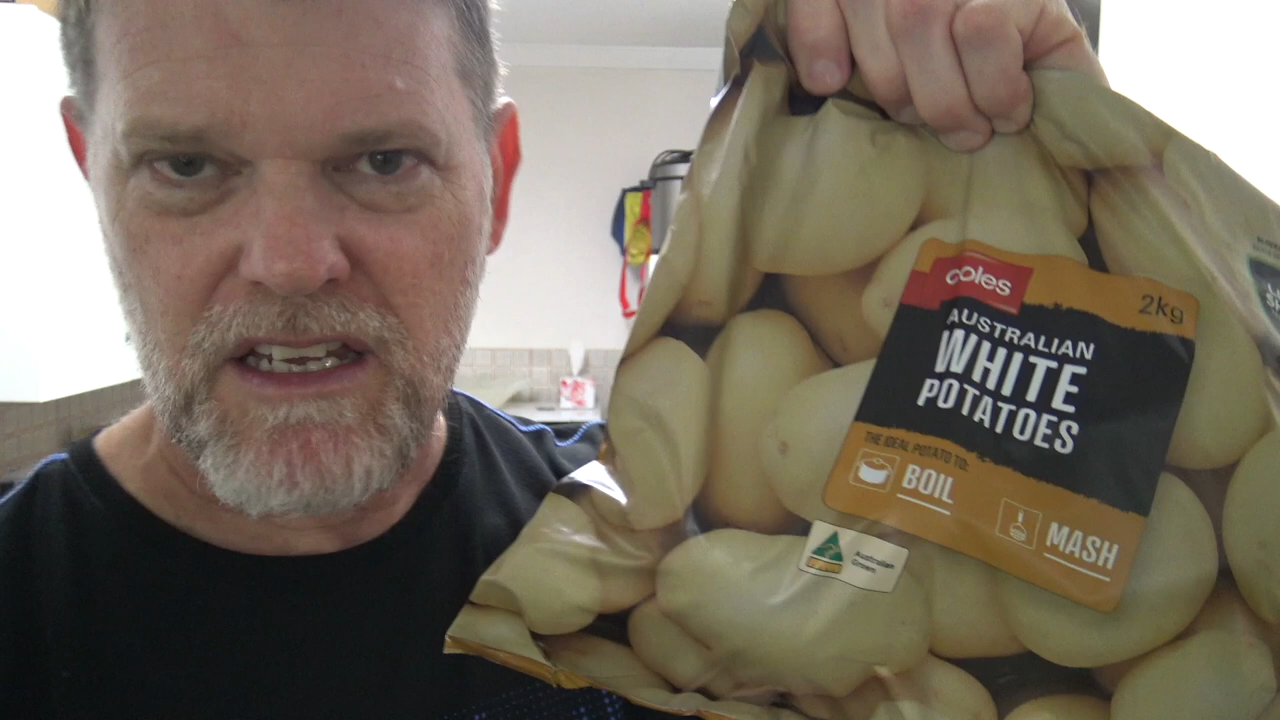 coles
2kg
AUSTRALIAN
WHITE
POTATOES
THE IDEAL POTATO TO:
BOIL
MASH
Australian
Grown